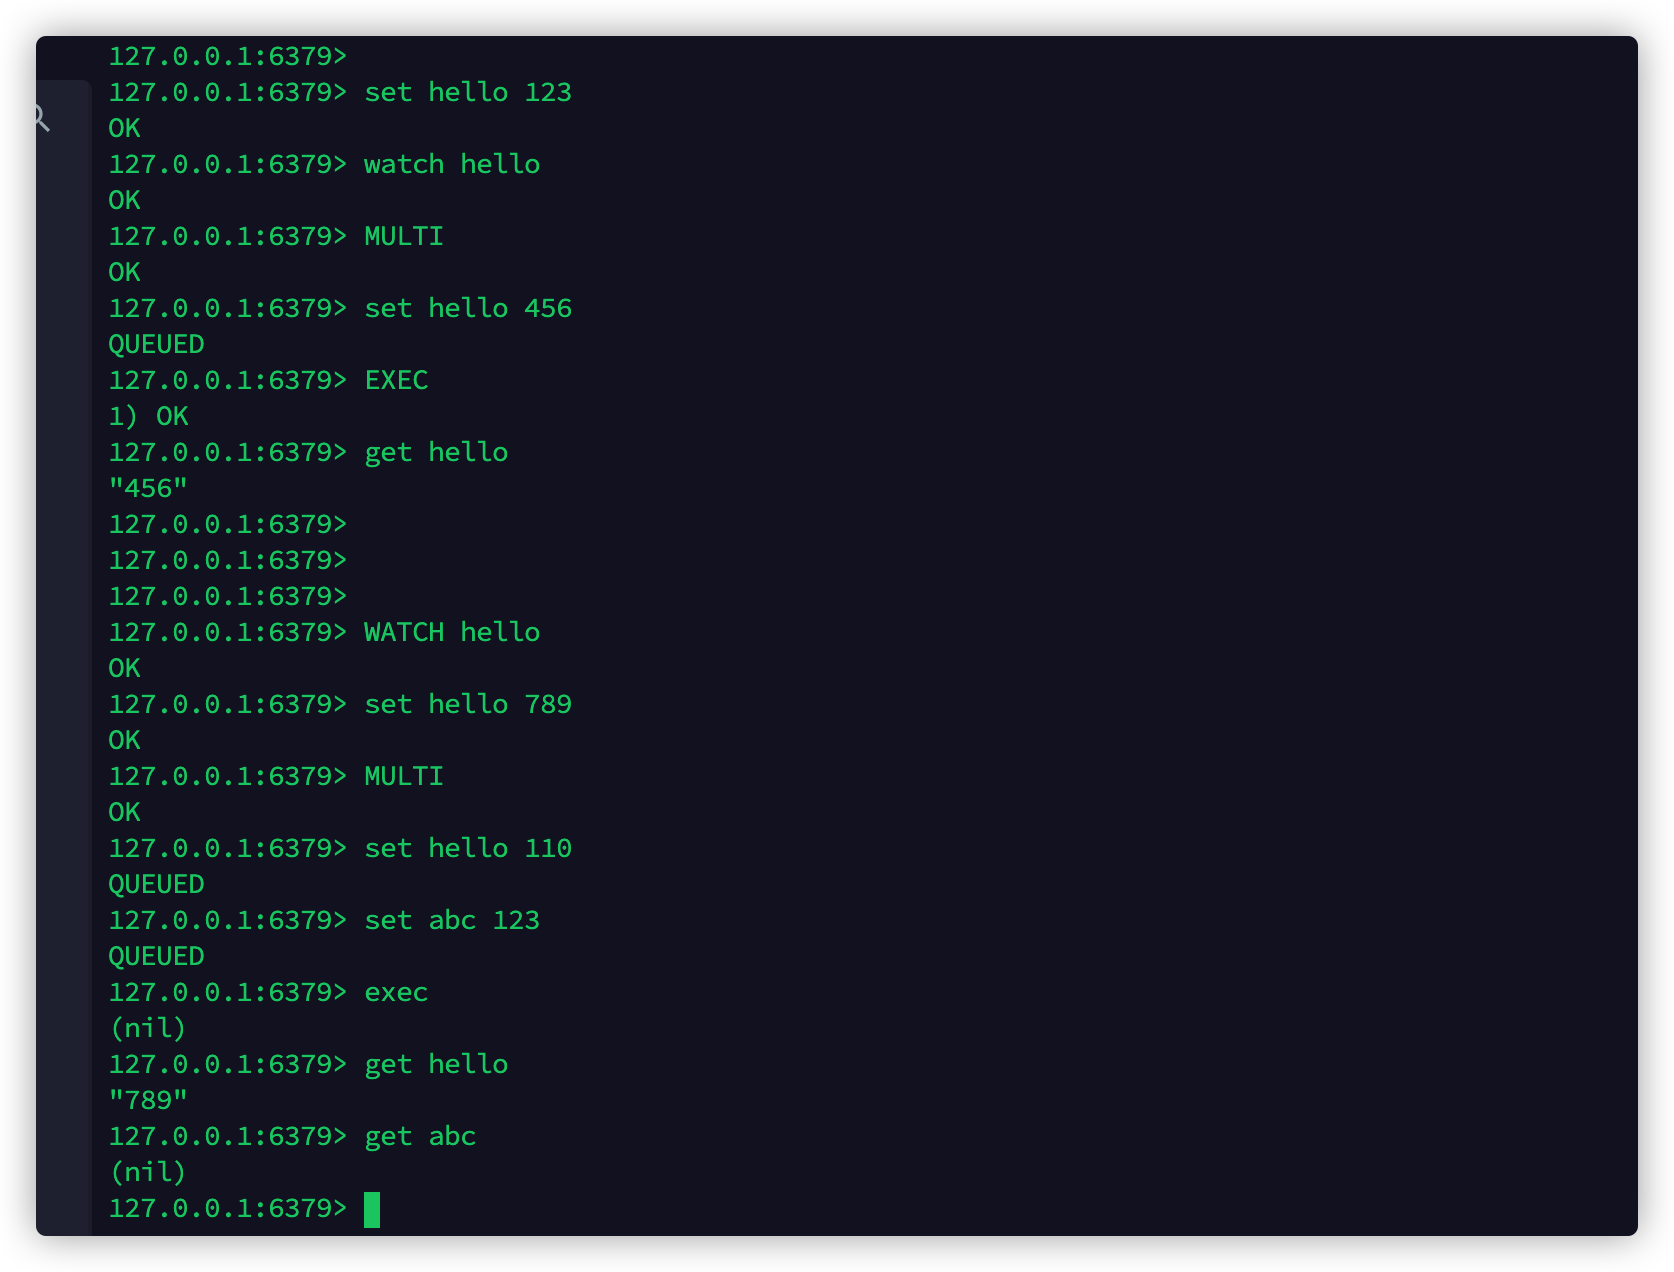 127.0.0.1:6379>
127.0.0.1:6379> set hello 123
OK
127.0.0.1:6379> watch hello
OK
127.0.0.1:6379> MULTI
OK
127.0.0.1:6379> set hello 456
QUEUED
127.0.0.1:6379> EXEC
1) OK
127.0.0.1:6379> get hello
"456"
127.0.0.1:6379>
127.0.0.1:6379>
127.0.0.1:6379>
127.0.0.1:6379> WATCH hello
OK
127.0.0.1:6379> set hello 789
OK
127.0.0.1:6379> MULTI
OK
127.0.0.1:6379> set hello 110
QUEUED
127.0.0.1:6379> set abc 123
QUEUED
127.0.0.1:6379> exec
(nil)
127.0.0.1:6379> get hello
"789"
127.0.0.1:6379> get abc
(nil)
127.0.0.1:6379>